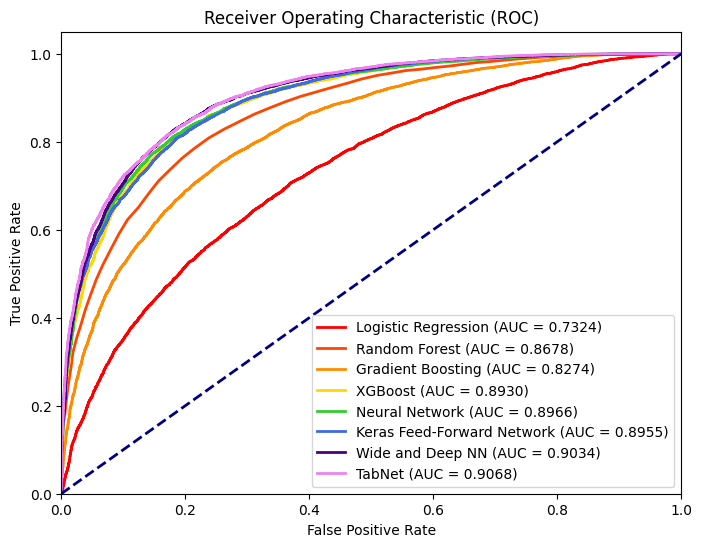 Receiver Operating Characteristic (ROC)
True Positive Rate
1.0
0.8
0.6
0.4
0.2
0.0
Logistic Regression (AUC = 0.7324)
Random Forest (AUC = 0.8678)
Gradient Boosting (AUC = 0.8274)
XGBoost (AUC = 0.8930)
Neural Network (AUC = 0.8966)
Keras Feed-Forward Network (AUC = 0.8955)
Wide and Deep NN (AUC = 0.9034)
TabNet (AUC = 0.9068)
0.0 0.2 0.4 0.6 0.8 1.0
False Positive Rate